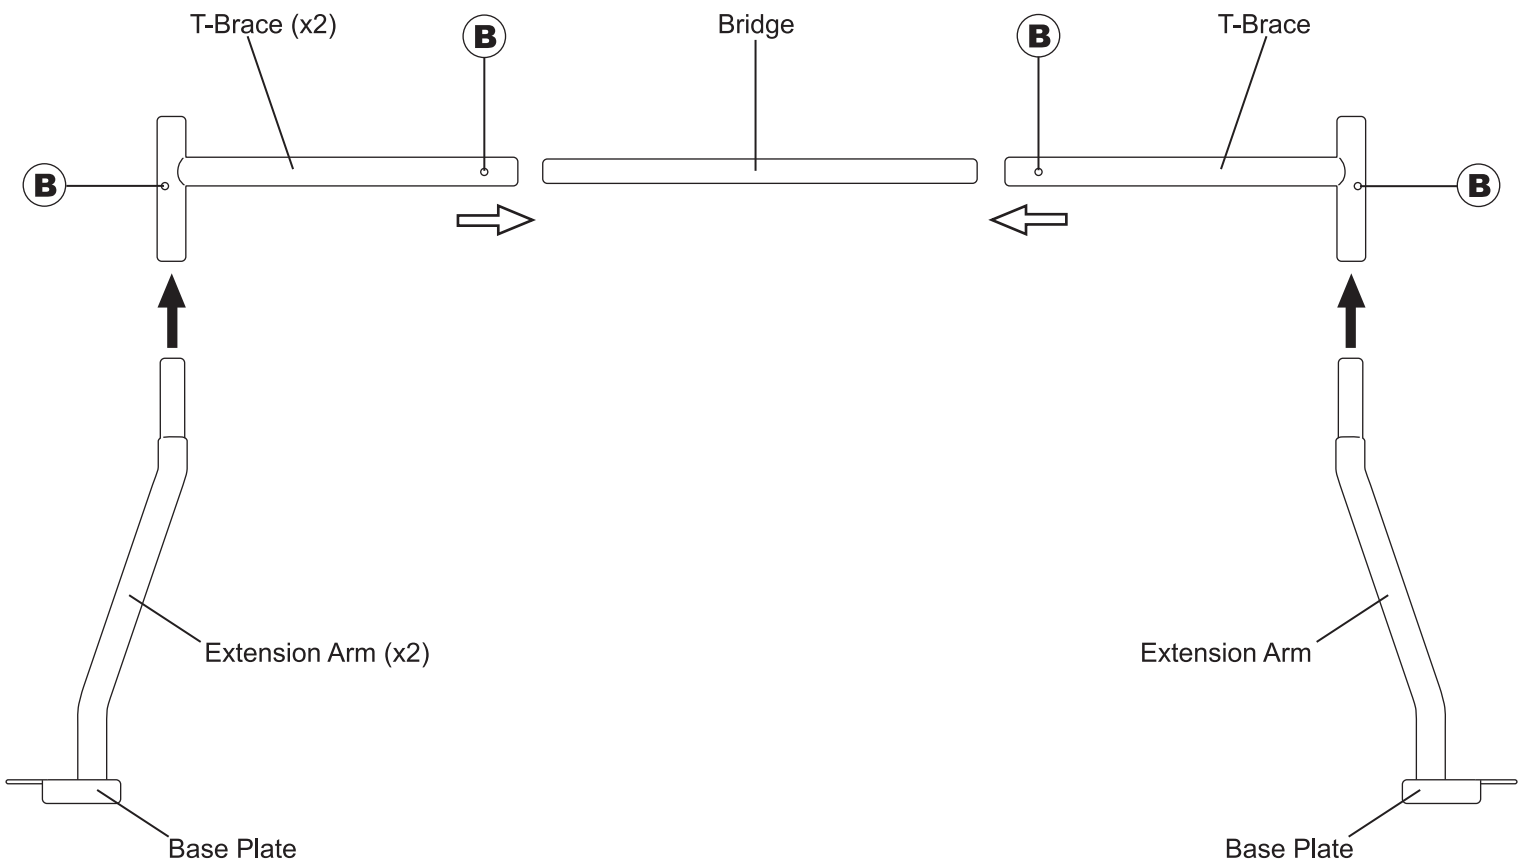 T-Brace (x2)
B
Bridge
B
T-Brace
B
B
Extension Arm (x2)
Extension Arm
Base Plate
Base Plate